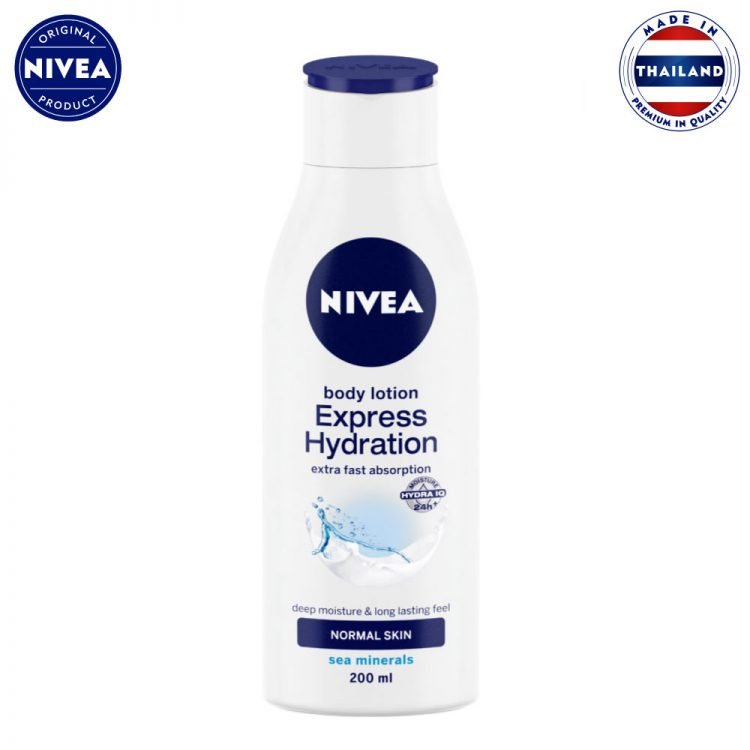 ORIGINAL
NIVEA
PRODUCT
MADE IN
THAILAND
PREMIUM IN QUALITY
NIVEA
NIVEA
body lotion
Express
Hydration
extra fast absorption
MOISTURE
HYDRA IQ
24h+
deep moisture & long lasting feel
NORMAL SKIN
sea minerals
200 ml